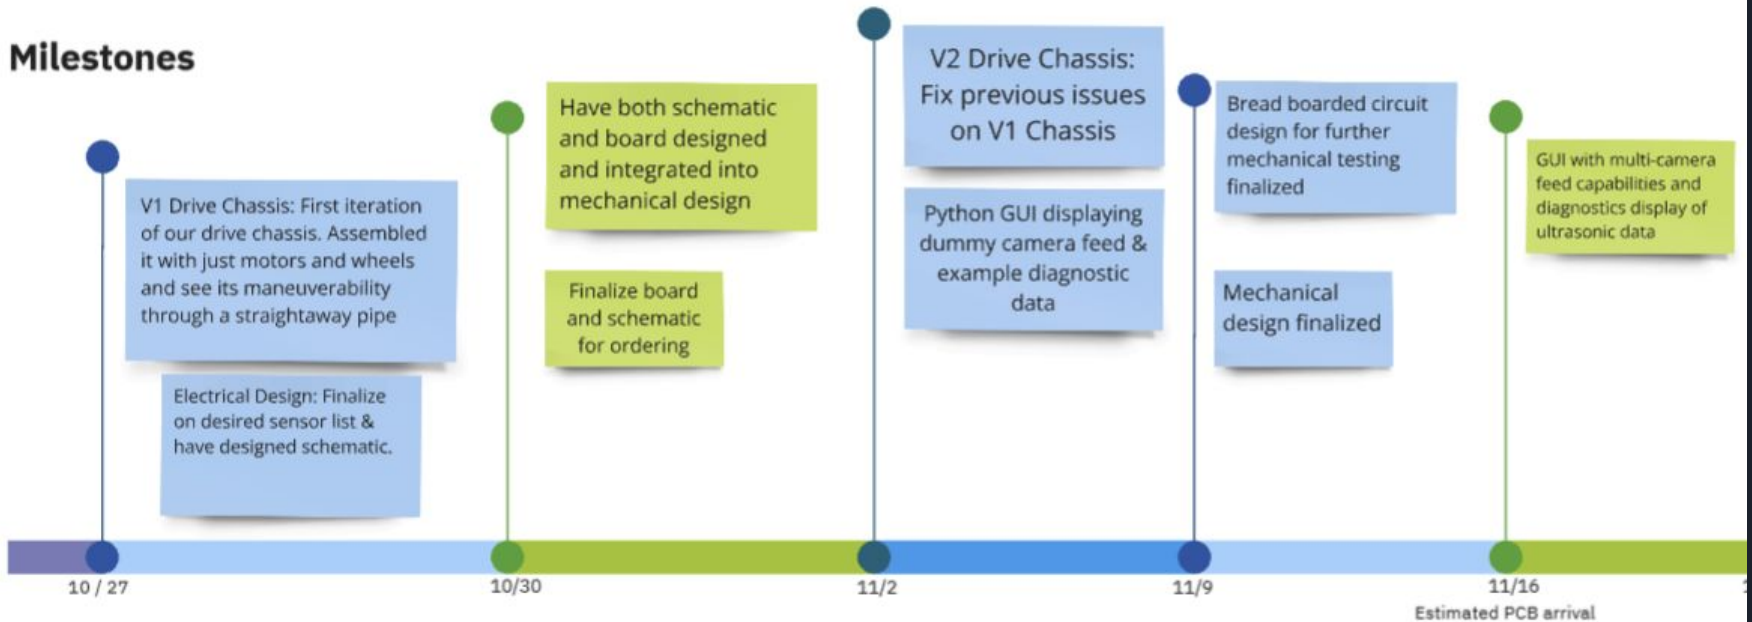 Milestones
V1 Drive Chassis: First iteration
of our drive chassis. Assembled
it with just motors and wheels
and see its maneuverability
through a straightaway pipe
Electrical Design: Finalize
on desired sensor list &
have designed schematic.
Have both schematic
and board designed
and integrated into
mechanical design
Finalize board
and schematic
for ordering
V2 Drive Chassis:
Fix previous issues
on V1 Chassis
Python GUI displaying
dummy camera feed &
example diagnostic
data
Bread boarded circuit
design for further
mechanical testing
finalized
Mechanical
design finalized
GUI with multi-camera
feed capabilities and
diagnostics display of
ultrasonic data
10 / 27
10/30
11/2
11/9
11/16
Estimated PCB arrival